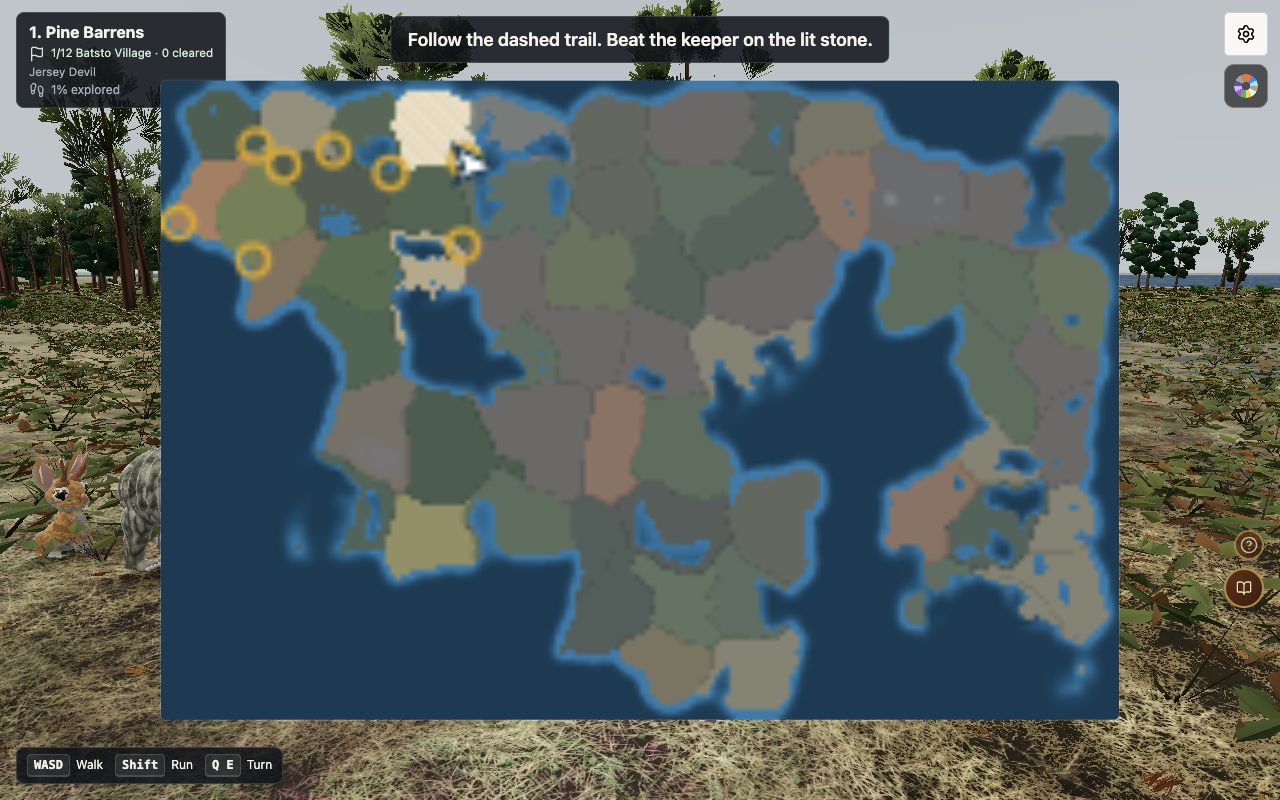 1. Pine Barrens
1/12 Batsto Village · 0 cleared
Jersey Devil
1% explored
Follow the dashed trail. Beat the keeper on the lit stone.
WASD Walk Shift Run Q E Turn